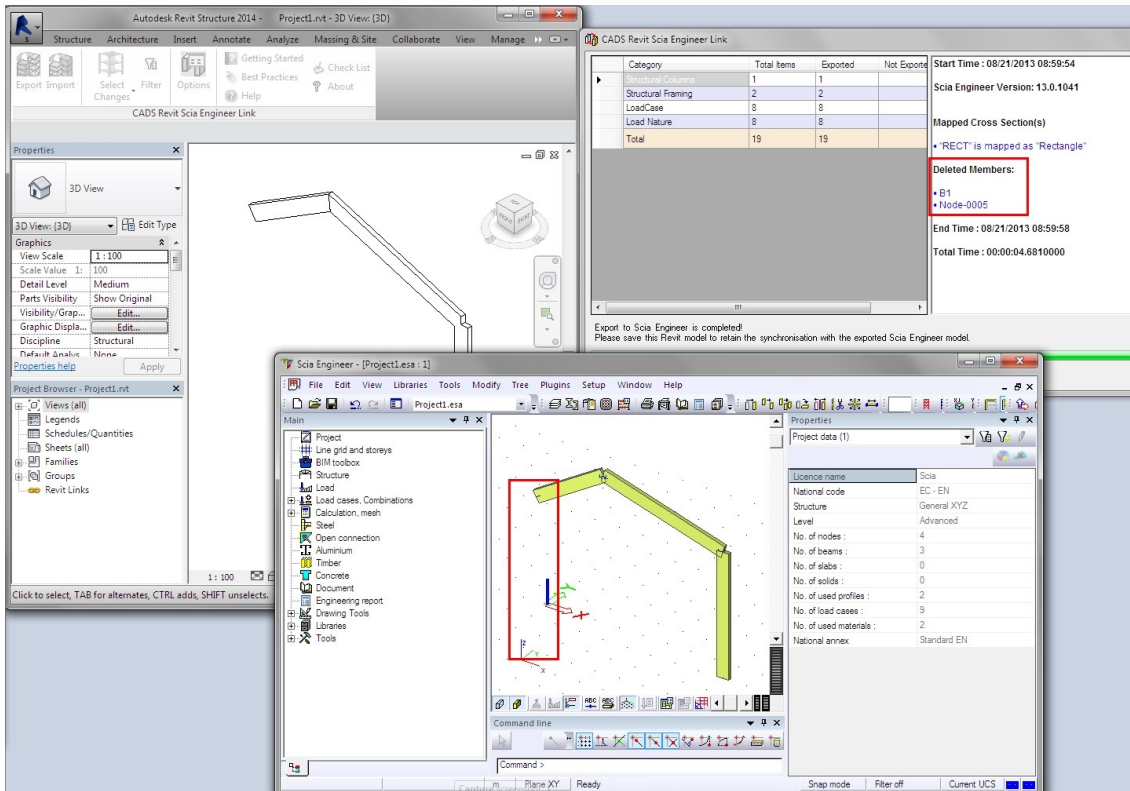 Autodesk Revit Structure 2014 - Project1.rvt - 3D View: {3D}
Structure Architecture Insert Annotate Analyze Massing & Site Collaborate View Manage
Export Import
Select Changes
Filter
Options
Getting Started
Best Practices
Help
Check List
About
CADS Revit Scia Engineer Link
Properties
3D View
3D View: {3D}
Edit Type
Graphics
View Scale 1 : 100
Scale Value 1: 100
Detail Level Medium
Parts Visibility Show Original
Visibility/Grap... Edit...
Graphic Displa... Edit...
Discipline Structural
Default Analys None
Properties help
Apply
Project Browser - Project1.rvt
Views (all)
Legends
Schedules/Quantities
Sheets (all)
Families
Groups
Revit Links
1 : 100
Click to select, TAB for alternates, CTRL adds, SHIFT unselects.
CADS Revit Scia Engineer Link
Category Total Items Exported Not Exporte
Structural Columns 1 1
Structural Framing 2 2
LoadCase 8 8
Load Nature 8 8
Total 19 19
Start Time : 08/21/2013 08:59:54
Scia Engineer Version: 13.0.1041
Mapped Cross Section(s)
• "RECT" is mapped as "Rectangle"
Deleted Members:
• B1
• Node-0005
End Time : 08/21/2013 08:59:58
Total Time : 00:00:04.6810000
Export to Scia Engineer is completed!
Please save this Revit model to retain the synchronisation with the exported Scia Engineer model.
Scia Engineer - [Project1.esa : 1]
File Edit View Libraries Tools Modify Tree Plugins Setup Window Help
Project1.esa
Main
Project
Line grid and storeys
BIM toolbox
Structure
Load
Load cases, Combinations
Calculation, mesh
Steel
Open connection
Aluminium
Timber
Concrete
Document
Engineering report
Drawing Tools
Libraries
Tools
Properties
Project data (1)
Licence name Scia
National code EC - EN
Structure General XYZ
Level Advanced
No. of nodes : 4
No. of beams : 3
No. of slabs : 0
No. of solids : 0
No. of used profiles : 2
No. of load cases : 9
No. of used materials : 2
National annex Standard EN
Command line
Command >
m Plane XY Ready Snap mode Filter off Current UCS